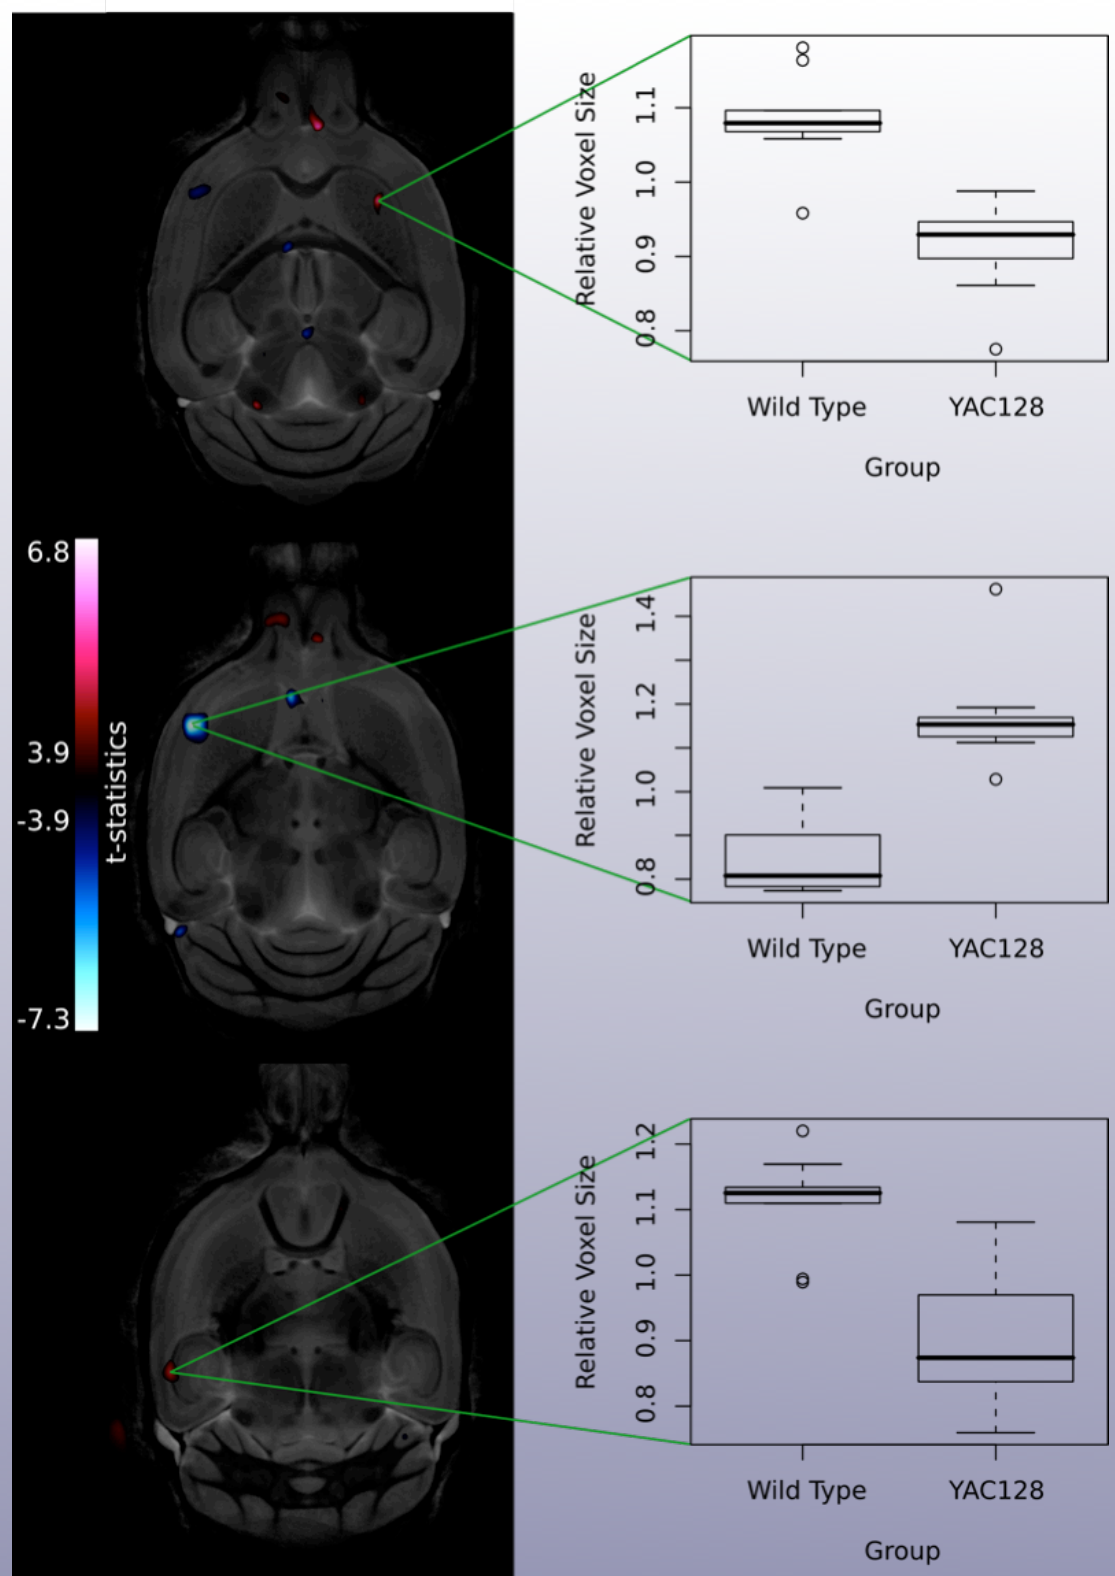 Relative Voxel Size
1.1
1.0
0.9
0.8
Wild Type YAC128
Group
6.8
3.9
-3.9
-7.3
t-statistics
Relative Voxel Size
1.4
1.2
1.0
0.8
Wild Type YAC128
Group
Relative Voxel Size
1.2
1.1
1.0
0.9
0.8
Wild Type YAC128
Group